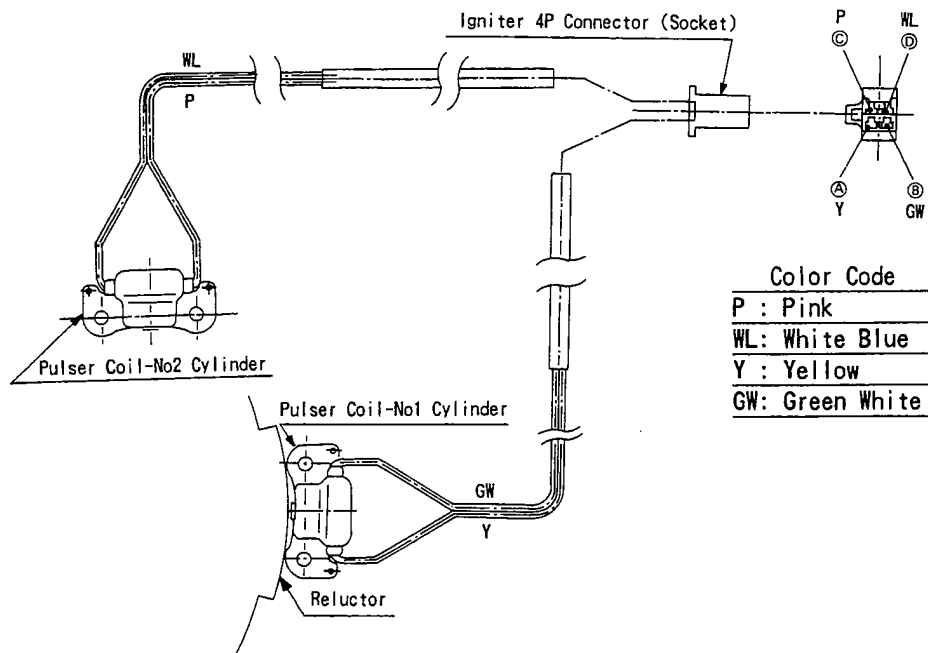 Igniter 4P Connector (Socket)
P
Ⓒ
WL
Ⓓ
WL
P
Ⓐ
Y
Ⓑ
GW
Color Code
P : Pink
WL: White Blue
Y : Yellow
GW: Green White
Pulser Coil-No2 Cylinder
Pulser Coil-No1 Cylinder
GW
Y
Reluctor